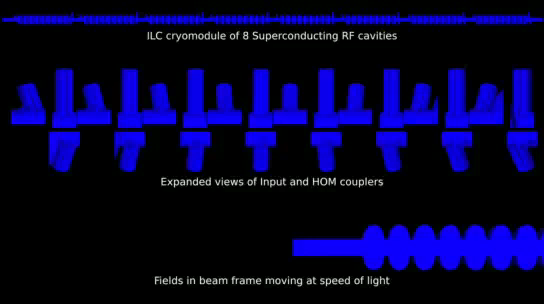 ILC cryomodule of 8 Superconducting RF cavities
Expanded views of Input and HOM couplers
Fields in beam frame moving at speed of light